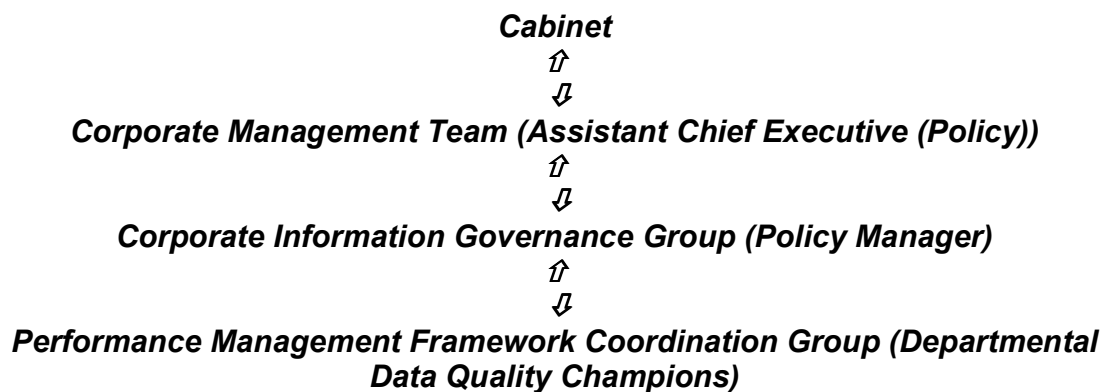 Cabinet
⇧
⇩
Corporate Management Team (Assistant Chief Executive (Policy))
⇧
⇩
Corporate Information Governance Group (Policy Manager)
⇧
⇩
Performance Management Framework Coordination Group (Departmental
Data Quality Champions)